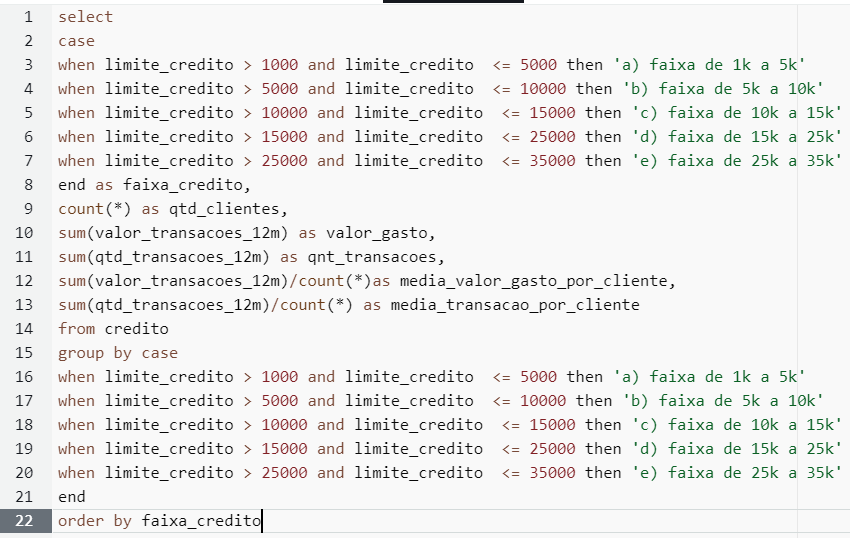 1 select
2 case
3 when limite_credito > 1000 and limite_credito  <= 5000 then 'a) faixa de 1k a 5k'
4 when limite_credito > 5000 and limite_credito  <= 10000 then 'b) faixa de 5k a 10k'
5 when limite_credito > 10000 and limite_credito  <= 15000 then 'c) faixa de 10k a 15k'
6 when limite_credito > 15000 and limite_credito  <= 25000 then 'd) faixa de 15k a 25k'
7 when limite_credito > 25000 and limite_credito  <= 35000 then 'e) faixa de 25k a 35k'
8 end as faixa_credito,
9 count(*) as qtd_clientes,
10 sum(valor_transacoes_12m) as valor_gasto,
11 sum(qtd_transacoes_12m) as qnt_transacoes,
12 sum(valor_transacoes_12m)/count(*)as media_valor_gasto_por_cliente,
13 sum(qtd_transacoes_12m)/count(*) as media_transacao_por_cliente
14 from credito
15 group by case
16 when limite_credito > 1000 and limite_credito  <= 5000 then 'a) faixa de 1k a 5k'
17 when limite_credito > 5000 and limite_credito  <= 10000 then 'b) faixa de 5k a 10k'
18 when limite_credito > 10000 and limite_credito  <= 15000 then 'c) faixa de 10k a 15k'
19 when limite_credito > 15000 and limite_credito  <= 25000 then 'd) faixa de 15k a 25k'
20 when limite_credito > 25000 and limite_credito  <= 35000 then 'e) faixa de 25k a 35k'
21 end
22 order by faixa_credito